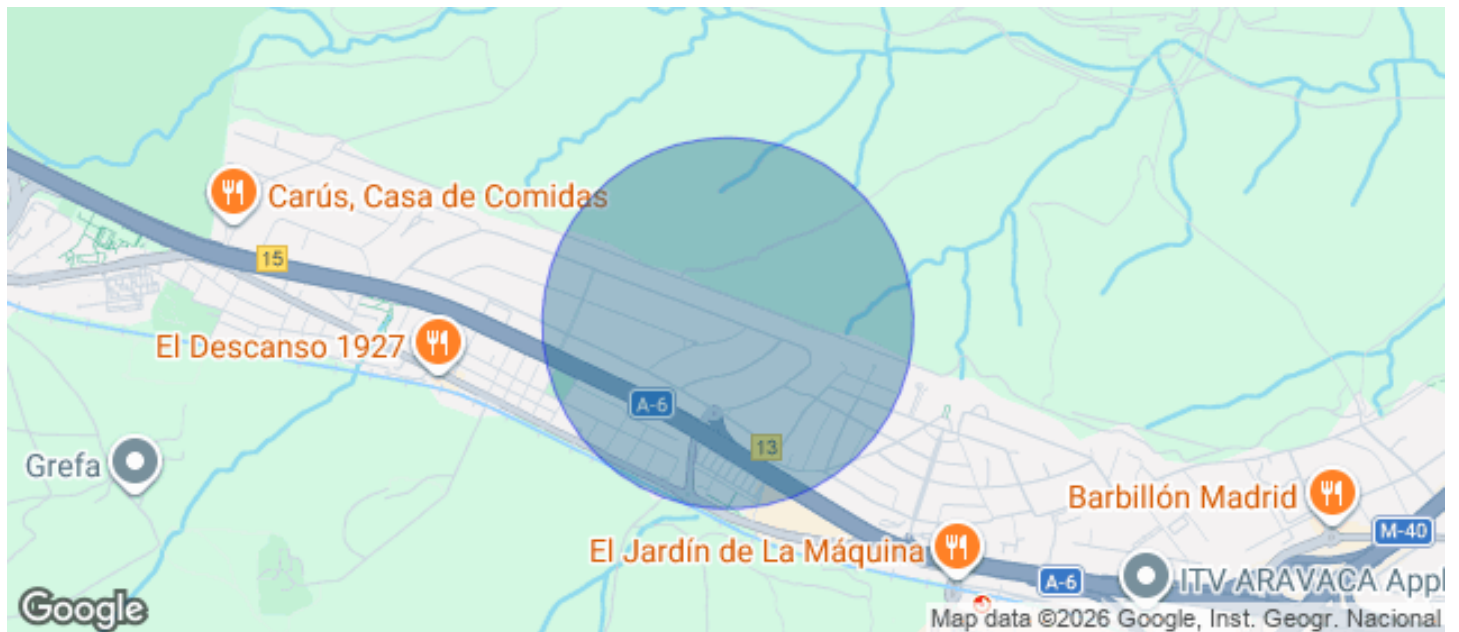 Carús, Casa de Comidas
15
El Descanso 1927
A-6
13
Grefa
Barbillón Madrid
M-40
El Jardín de La Máquina
A-6
ITV ARAVACA Appl
Google
Map data ©2026 Google, Inst. Geogr. Nacional